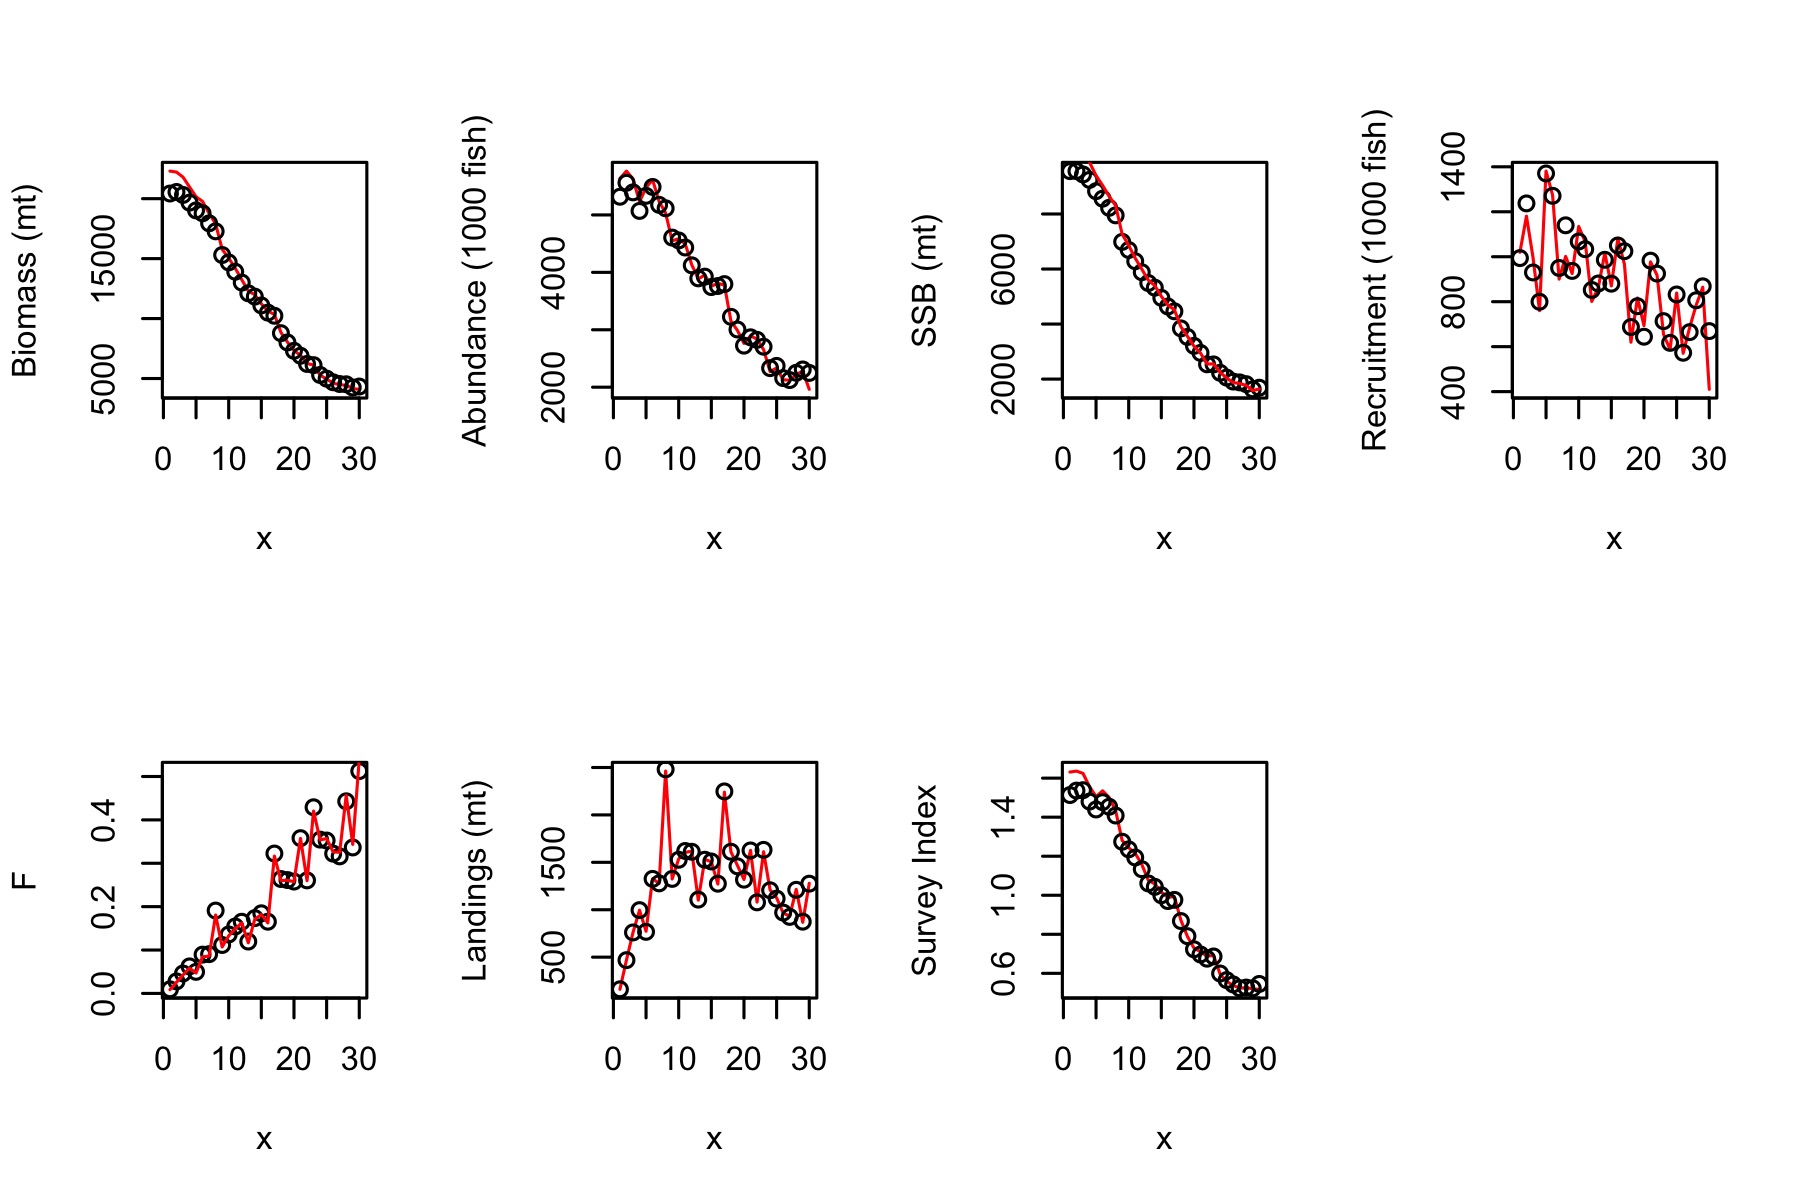 Biomass (mt)
5000 15000
0 10 20 30
x
Abundance (1000 fish)
2000 4000
0 10 20 30
x
SSB (mt)
2000 6000
0 10 20 30
x
Recruitment (1000 fish)
400 800 1400
0 10 20 30
x
F
0.0 0.2 0.4
0 10 20 30
x
Landings (mt)
500 1500
0 10 20 30
x
Survey Index
0.6 1.0 1.4
0 10 20 30
x